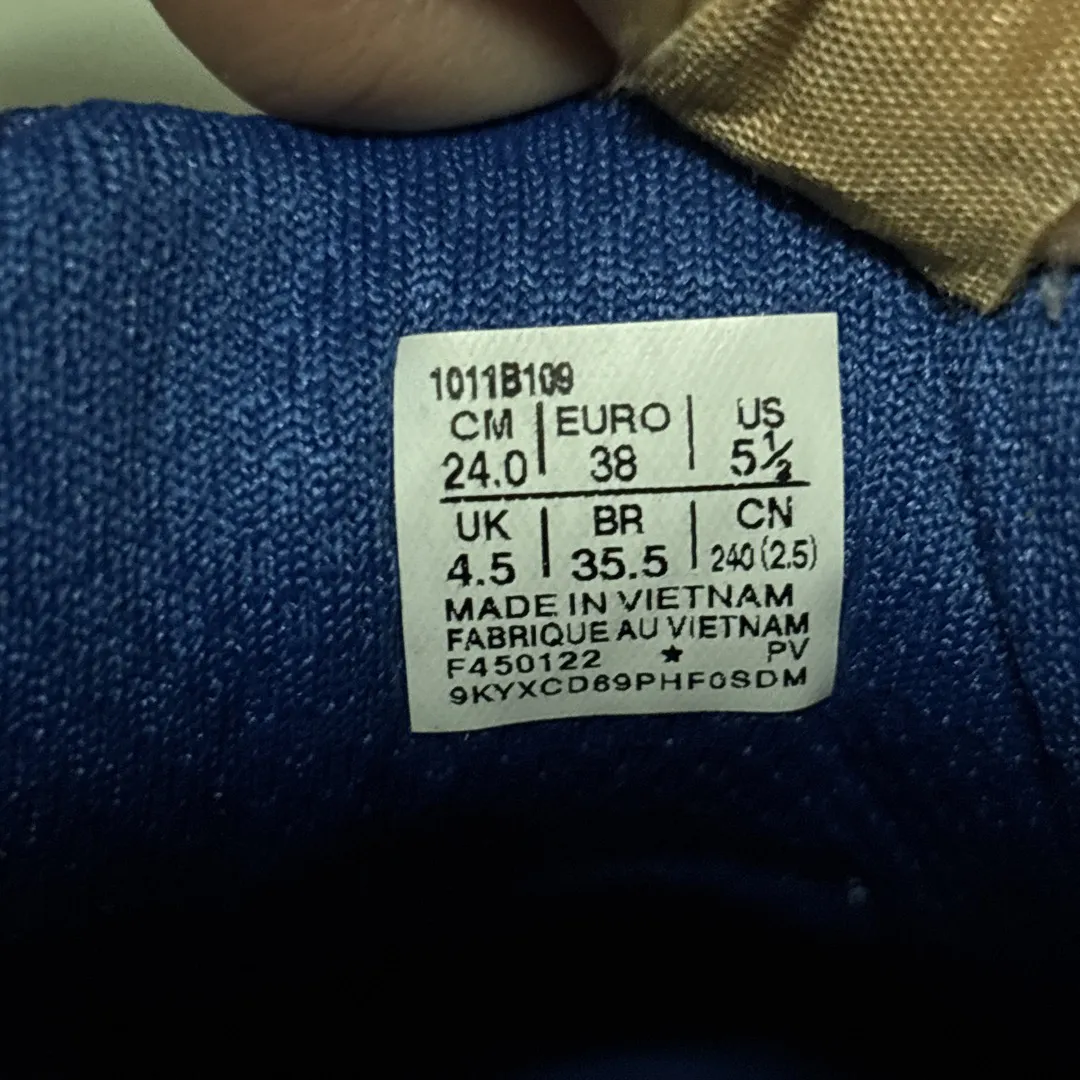 1011B109
CM | EURO | US
24.0 | 38 | 5½
UK | BR | CN
4.5 | 35.5 | 240(2.5)
MADE IN VIETNAM
FABRIQUE AU VIETNAM
F450122 ★ PV
9KYXCD69PHF0SDM